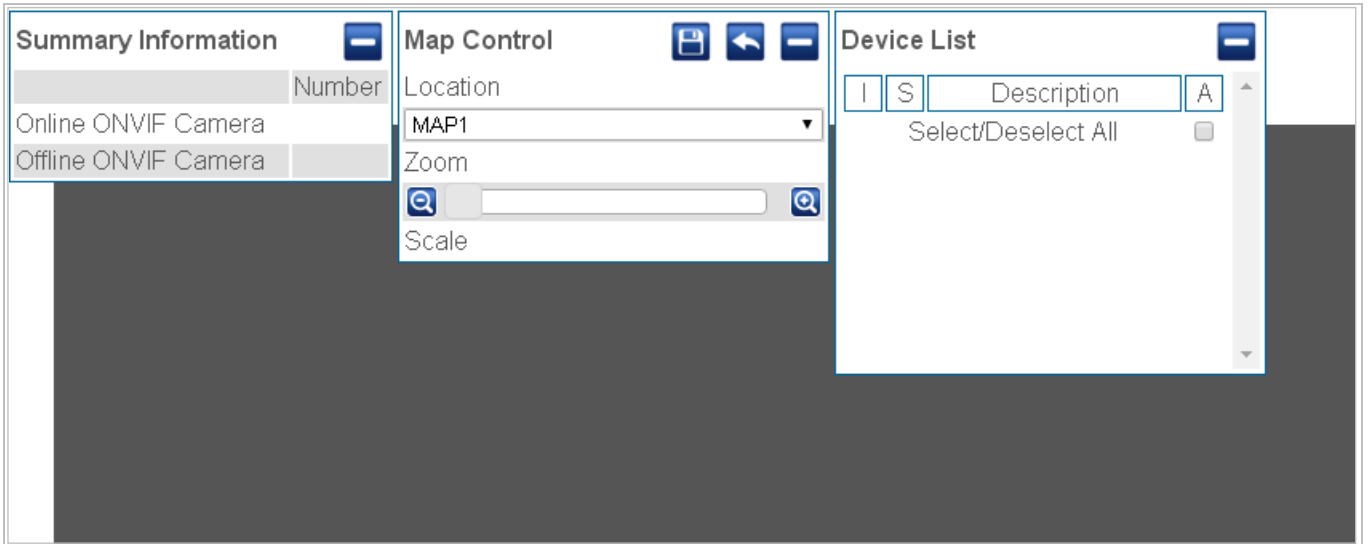 Summary Information
Number
Online ONVIF Camera
Offline ONVIF Camera
Map Control
Location
MAP1
Zoom
Scale
Device List
I S Description A
Select/Deselect All